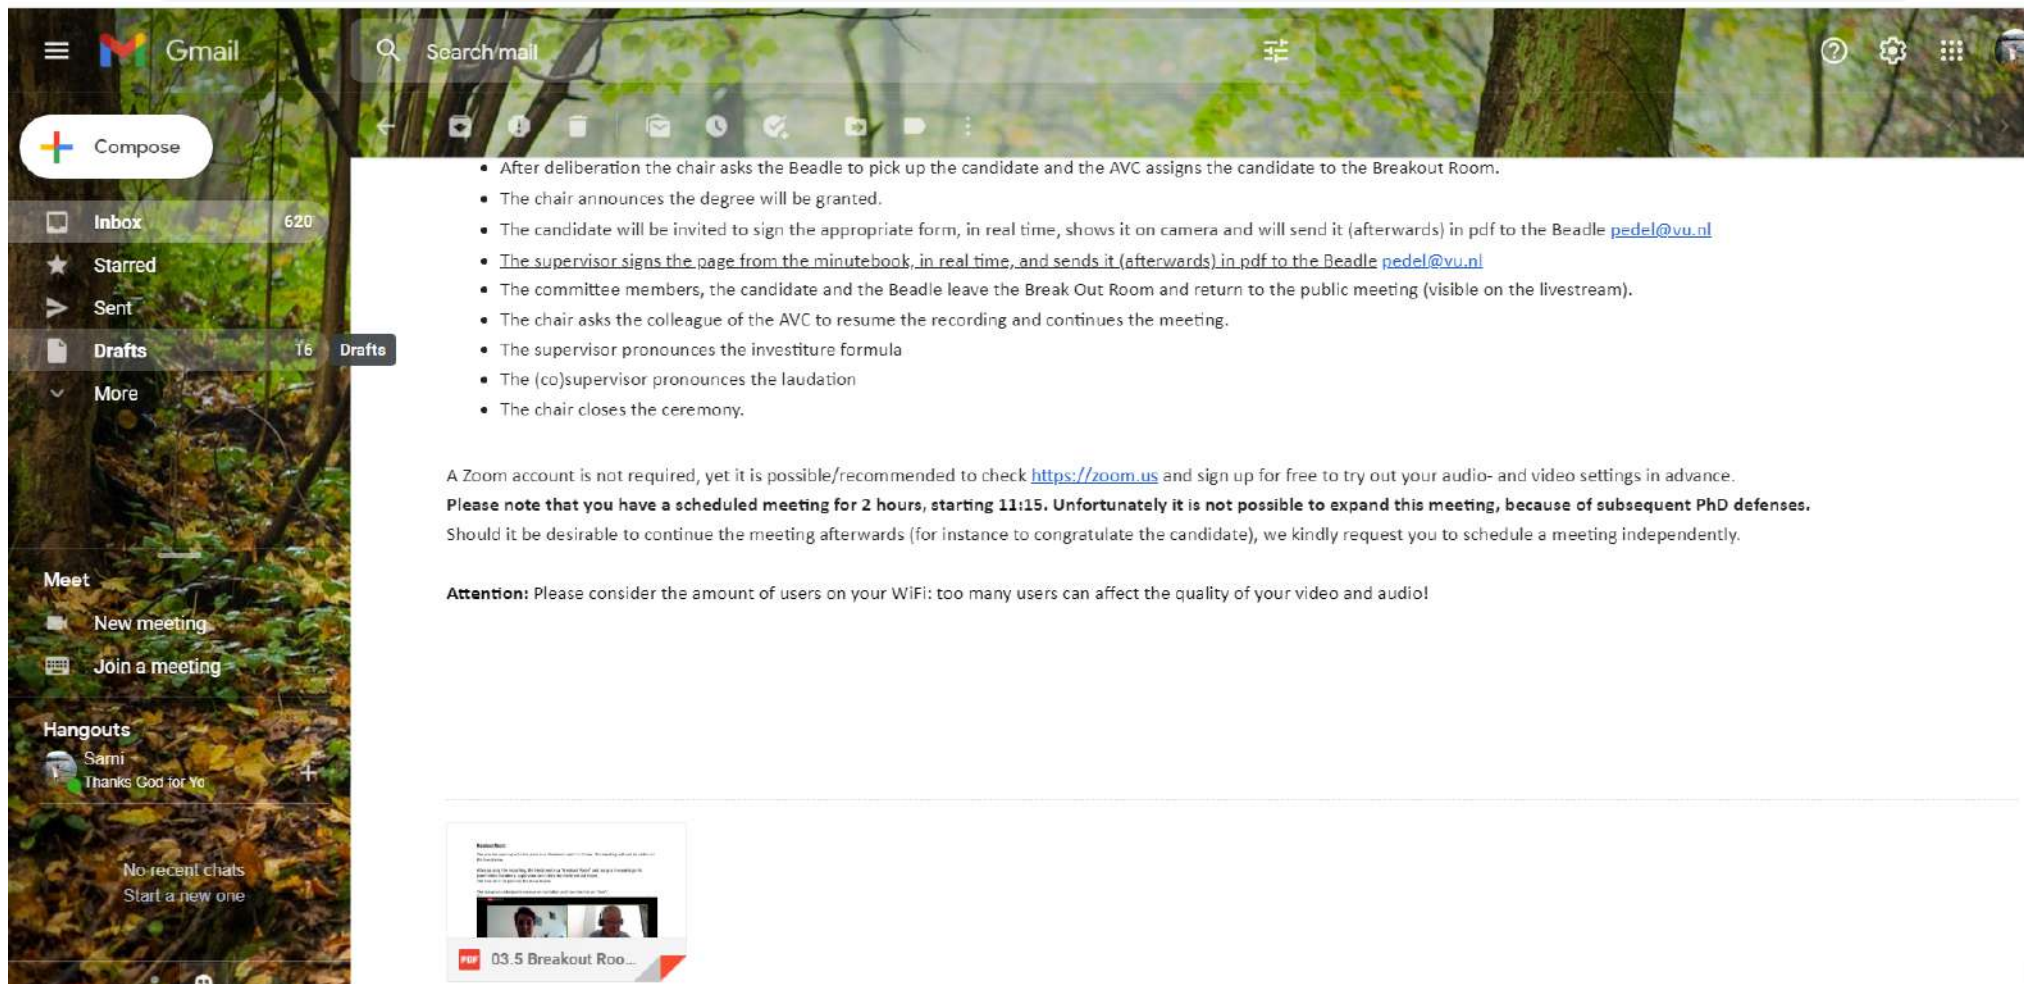 Gmail
Search mail
Compose
Inbox 620
Starred
Sent
Drafts 16 Drafts
More
Meet
New meeting
Join a meeting
Hangouts
Sami
Thanks God for Yo
No recent chats
Start a new one
After deliberation the chair asks the Beadle to pick up the candidate and the AVC assigns the candidate to the Breakout Room.
The chair announces the degree will be granted.
The candidate will be invited to sign the appropriate form, in real time, shows it on camera and will send it (afterwards) in pdf to the Beadle pedel@vu.nl
The supervisor signs the page from the minutebook, in real time, and sends it (afterwards) in pdf to the Beadle pedel@vu.nl
The committee members, the candidate and the Beadle leave the Break Out Room and return to the public meeting (visible on the livestream).
The chair asks the colleague of the AVC to resume the recording and continues the meeting.
The supervisor pronounces the investiture formula
The (co)supervisor pronounces the laudation
The chair closes the ceremony.
A Zoom account is not required, yet it is possible/recommended to check https://zoom.us and sign up for free to try out your audio- and video settings in advance.
Please note that you have a scheduled meeting for 2 hours, starting 11:15. Unfortunately it is not possible to expand this meeting, because of subsequent PhD defenses.
Should it be desirable to continue the meeting afterwards (for instance to congratulate the candidate), we kindly request you to schedule a meeting independently.
Attention: Please consider the amount of users on your WiFi: too many users can affect the quality of your video and audio!
PDF 03.5 Breakout Roo...